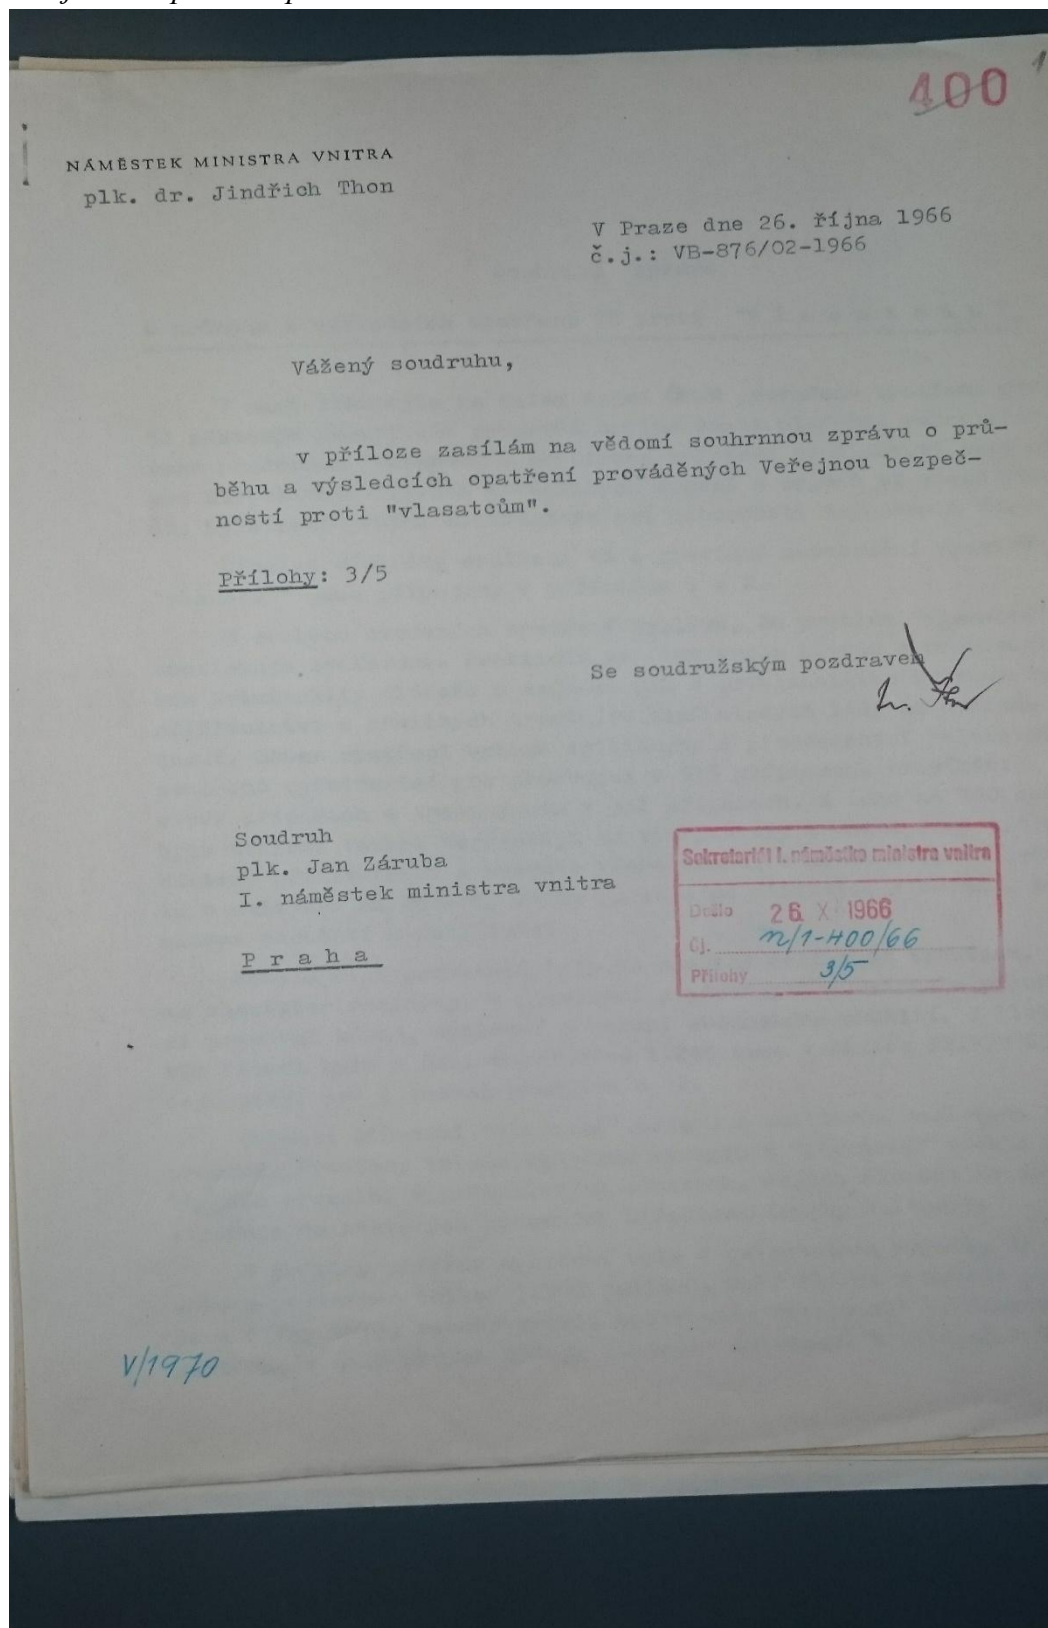 400
1
NÁMĚSTEK MINISTRA VNITRA
plk. dr. Jindřich Thon
V Praze dne 26. října 1966
č.j.: VB-876/02-1966
Vážený soudruhu,
v příloze zasílám na vědomí souhrnnou zprávu o prů-
běhu a výsledcích opatření prováděných Veřejnou bezpeč-
ností proti "vlasatcům".
Přílohy: 3/5
Se soudružským pozdravem
Soudruh
plk. Jan Záruba
I. náměstek ministra vnitra
Praha
Sekretariát I. náměstka ministra vnitra
Došlo 26 X 1966
Čj. n/1-400/66
Přílohy 3/5
V/1970